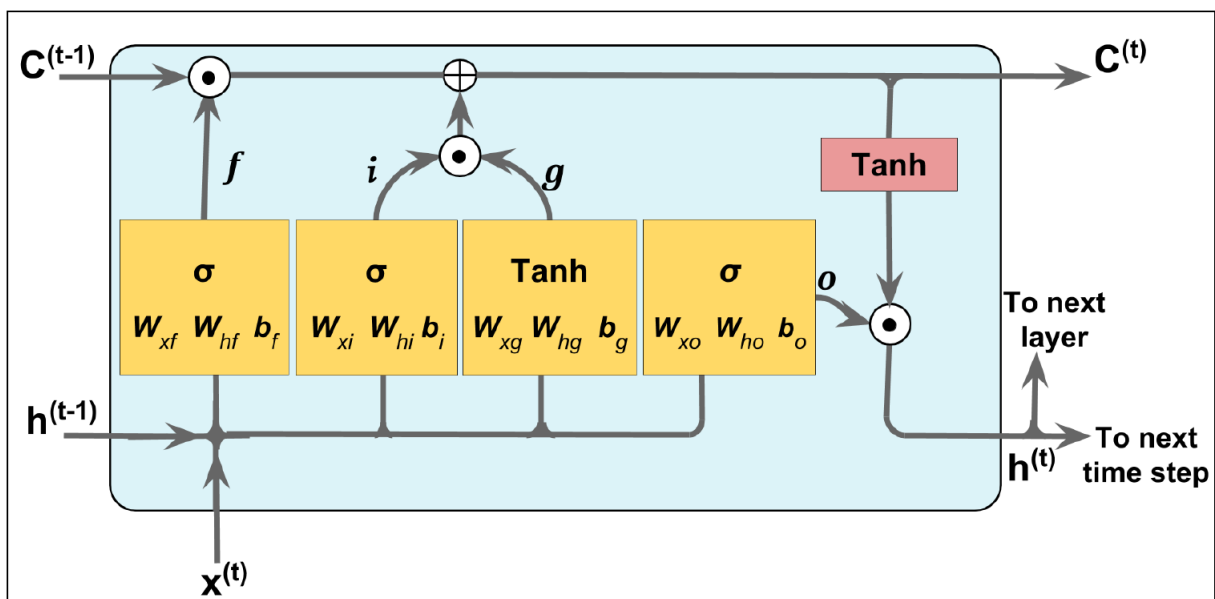 C(t-1)
C(t)
f
i
g
Tanh
σ
σ
Tanh
σ
o
Wxf Whf bf
Wxi Whi bi
Wxg Whg bg
Wxo Who bo
To next
layer
h(t-1)
h(t)
To next
time step
x(t)